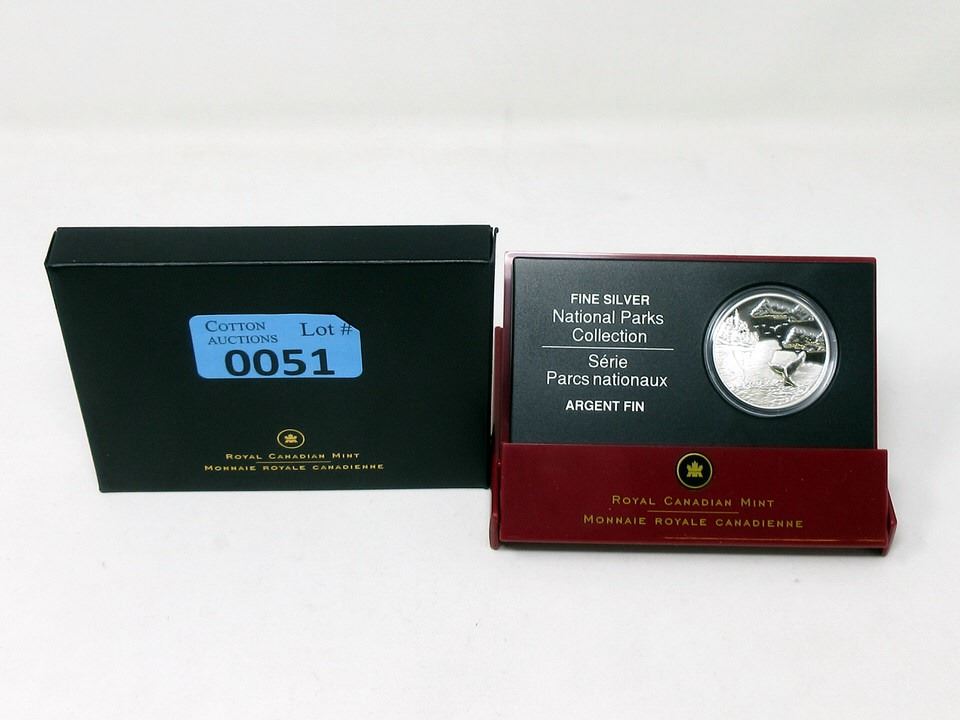 COTTON
AUCTIONS
Lot #
0051
ROYAL CANADIAN MINT
MONNAIE ROYALE CANADIENNE
FINE SILVER
National Parks
Collection
Série
Parcs nationaux
ARGENT FIN
ROYAL CANADIAN MINT
MONNAIE ROYALE CANADIENNE